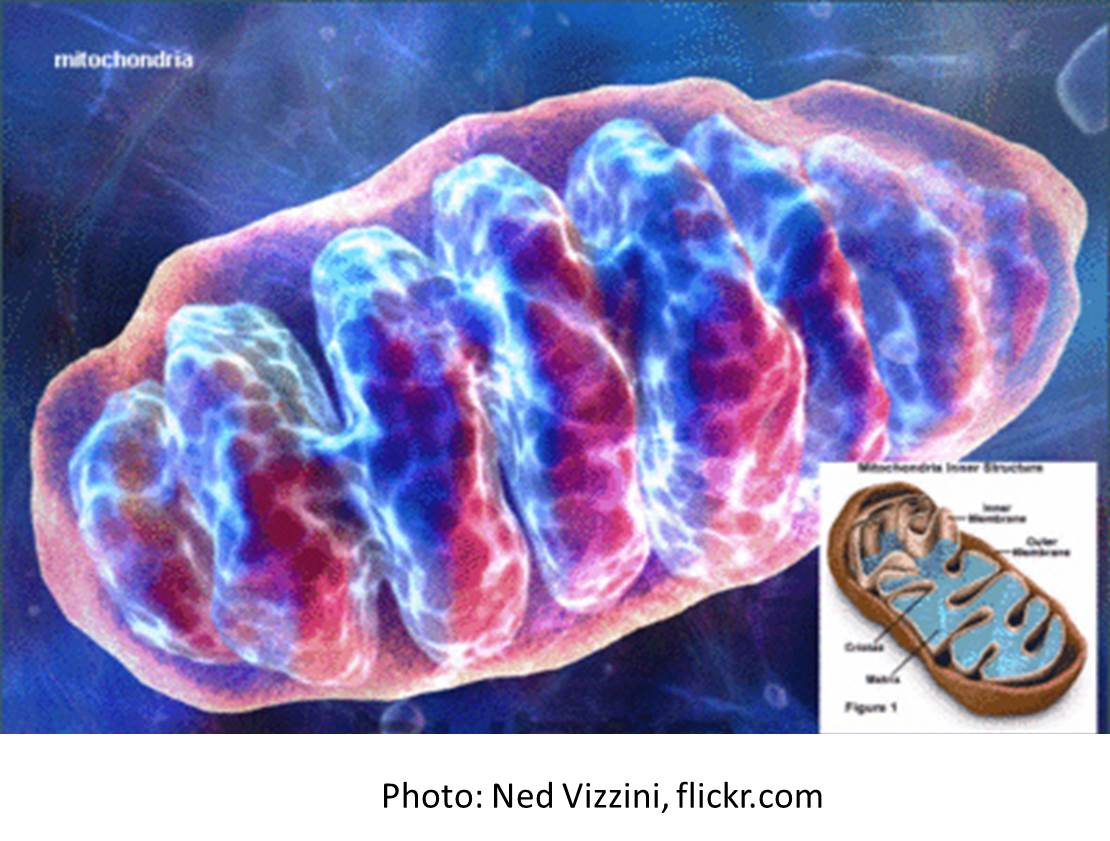 mitochondria
Mitochondria Inner Structure
Inner
Membrane
Outer
Membrane
Cristae
Matrix
Figure 1
Photo: Ned Vizzini, flickr.com